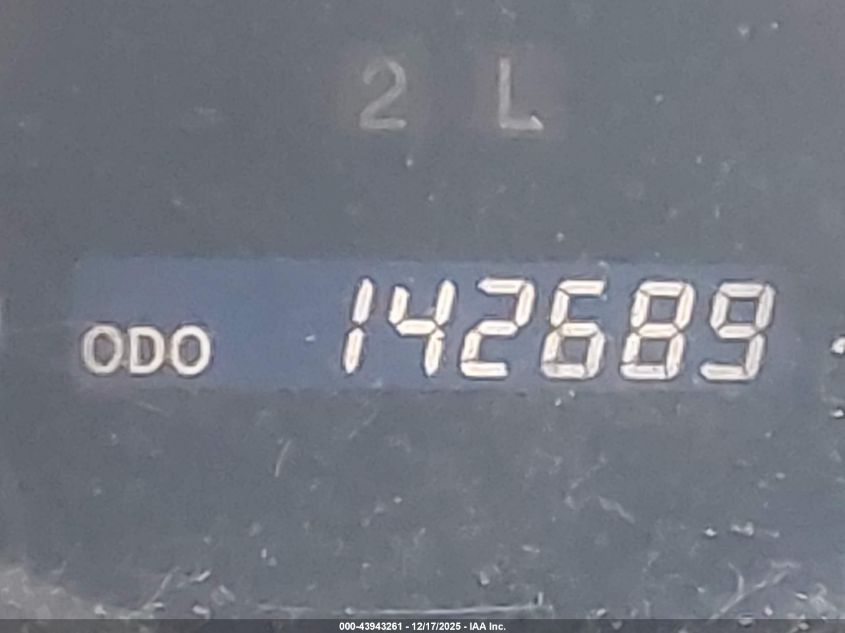 2 L
ODO 142689
000-43943261 - 12/17/2025 - IAA Inc.